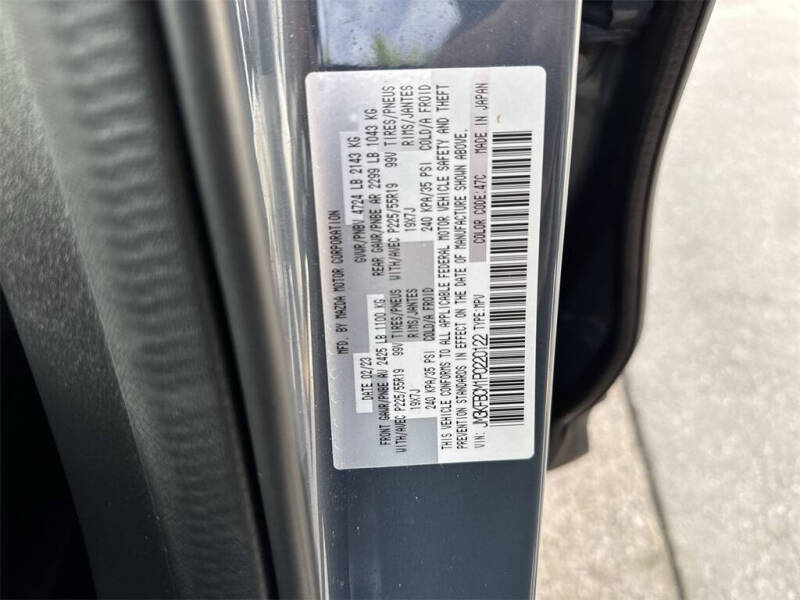 MFD. BY MAZDA MOTOR CORPORATION
DATE 02/23 GVWR/PNBV 4724 LB 2143 KG
FRONT GAWR/PNBE AV 2425 LB 1100 KG REAR GAWR/PNBE AR 2299 LB 1043 KG
WITH/AVEC P225/55R19 99V TIRES/PNEUS WITH/AVEC P225/55R19 99V TIRES/PNEUS
19X7J RIMS/JANTES 19X7J RIMS/JANTES
240 KPA/35 PSI COLD/A FROID 240 KPA/35 PSI COLD/A FROID
THIS VEHICLE CONFORMS TO ALL APPLICABLE FEDERAL MOTOR VEHICLE SAFETY AND THEFT
PREVENTION STANDARDS IN EFFECT ON THE DATE OF MANUFACTURE SHOWN ABOVE.
VIN: JM3KFBCM1P0220122 TYPE:MPV COLOR CODE:47C MADE IN JAPAN